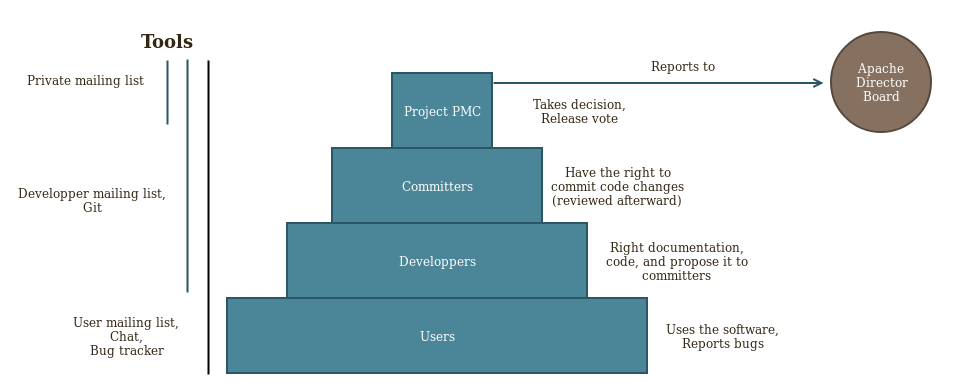 Tools
Private mailing list
Developper mailing list,
Git
User mailing list,
Chat,
Bug tracker
Project PMC
Committers
Developpers
Users
Reports to
Takes decision,
Release vote
Have the right to
commit code changes
(reviewed afterward)
Right documentation,
code, and propose it to
committers
Uses the software,
Reports bugs
Apache
Director
Board